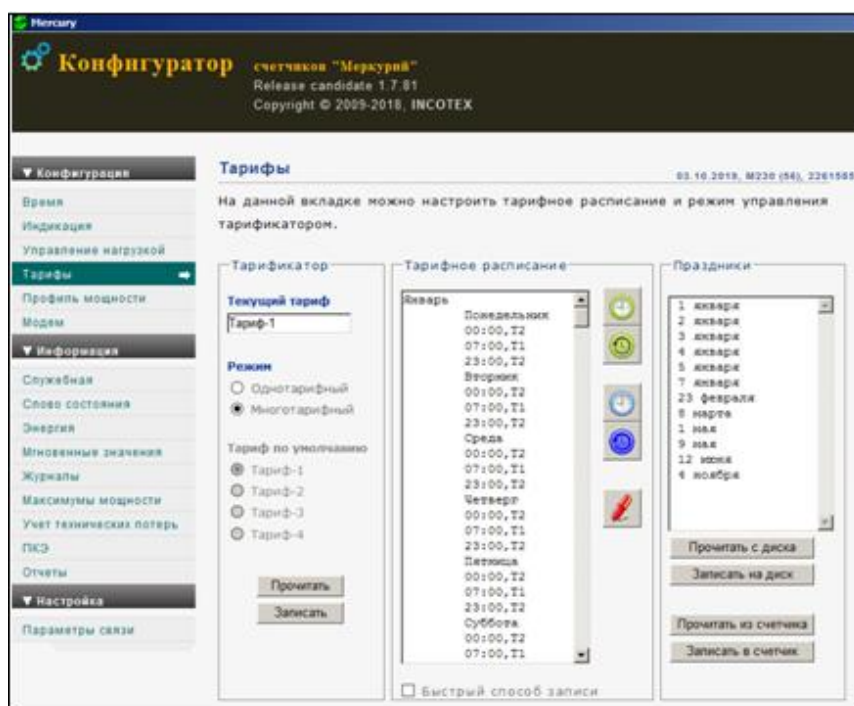 Mercury
Конфигуратор счетчиков "Меркурий"
Release candidate 1.7.81
Copyright © 2009-2018, INCOTEX
▼ Конфигурация
Время
Индикация
Управление нагрузкой
Тарифы
Профиль мощности
Модем
▼ Информация
Служебная
Слово состояния
Энергия
Мгновенные значения
Журналы
Максимумы мощности
Учет технических потерь
ПКЭ
Отчеты
▼ Настройка
Параметры связи
Тарифы
03.10.2019, M230 (56),
На данной вкладке можно настроить тарифное расписание и режим управления
тарификатором.
Тарификатор
Текущий тариф
Тариф-1
Режим
Однотарифный
Многотарифный
Тариф по умолчанию
Тариф-1
Тариф-2
Тариф-3
Тариф-4
Прочитать
Записать
Тарифное расписание
Январь
Понедельник
00:00,T2
07:00,T1
23:00,T2
Вторник
00:00,T2
07:00,T1
23:00,T2
Среда
00:00,T2
07:00,T1
23:00,T2
Четверг
00:00,T2
07:00,T1
23:00,T2
Пятница
00:00,T2
07:00,T1
23:00,T2
Суббота
00:00,T2
07:00,T1
Быстрый способ записи
Праздники
1 января
2 января
3 января
4 января
5 января
7 января
23 февраля
8 марта
1 мая
9 мая
12 июня
4 ноября
Прочитать с диска
Записать на диск
Прочитать из счетчика
Записать в счетчик